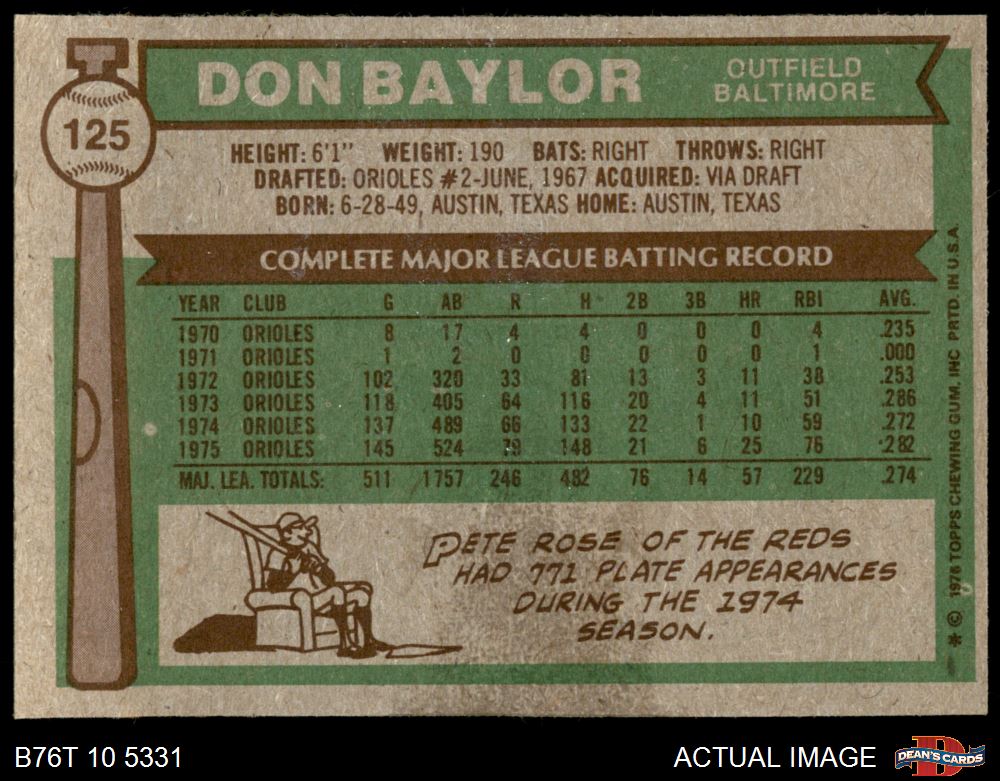 DON BAYLOR
OUTFIELD
BALTIMORE
125
HEIGHT: 6'1" WEIGHT: 190 BATS: RIGHT THROWS: RIGHT
DRAFTED: ORIOLES #2-JUNE, 1967 ACQUIRED: VIA DRAFT
BORN: 6-28-49, AUSTIN, TEXAS HOME: AUSTIN, TEXAS
COMPLETE MAJOR LEAGUE BATTING RECORD
YEAR CLUB G AB R H 2B 3B HR RBI AVG.
1970 ORIOLES 8 17 4 4 0 0 0 4 .235
1971 ORIOLES 1 2 0 0 0 0 0 1 .000
1972 ORIOLES 102 320 33 81 13 3 11 38 .253
1973 ORIOLES 118 405 64 116 20 4 11 51 .286
1974 ORIOLES 137 489 66 133 22 1 10 59 .272
1975 ORIOLES 145 524 79 148 21 6 25 76 .282
MAJ. LEA. TOTALS: 511 1757 246 482 76 14 57 229 .274
PETE ROSE OF THE REDS
HAD 771 PLATE APPEARANCES
DURING THE 1974
SEASON.
* © 1976 TOPPS CHEWING GUM, INC PRTD. IN U.S.A.
B76T 10 5331
ACTUAL IMAGE
D
DEAN'S CARDS